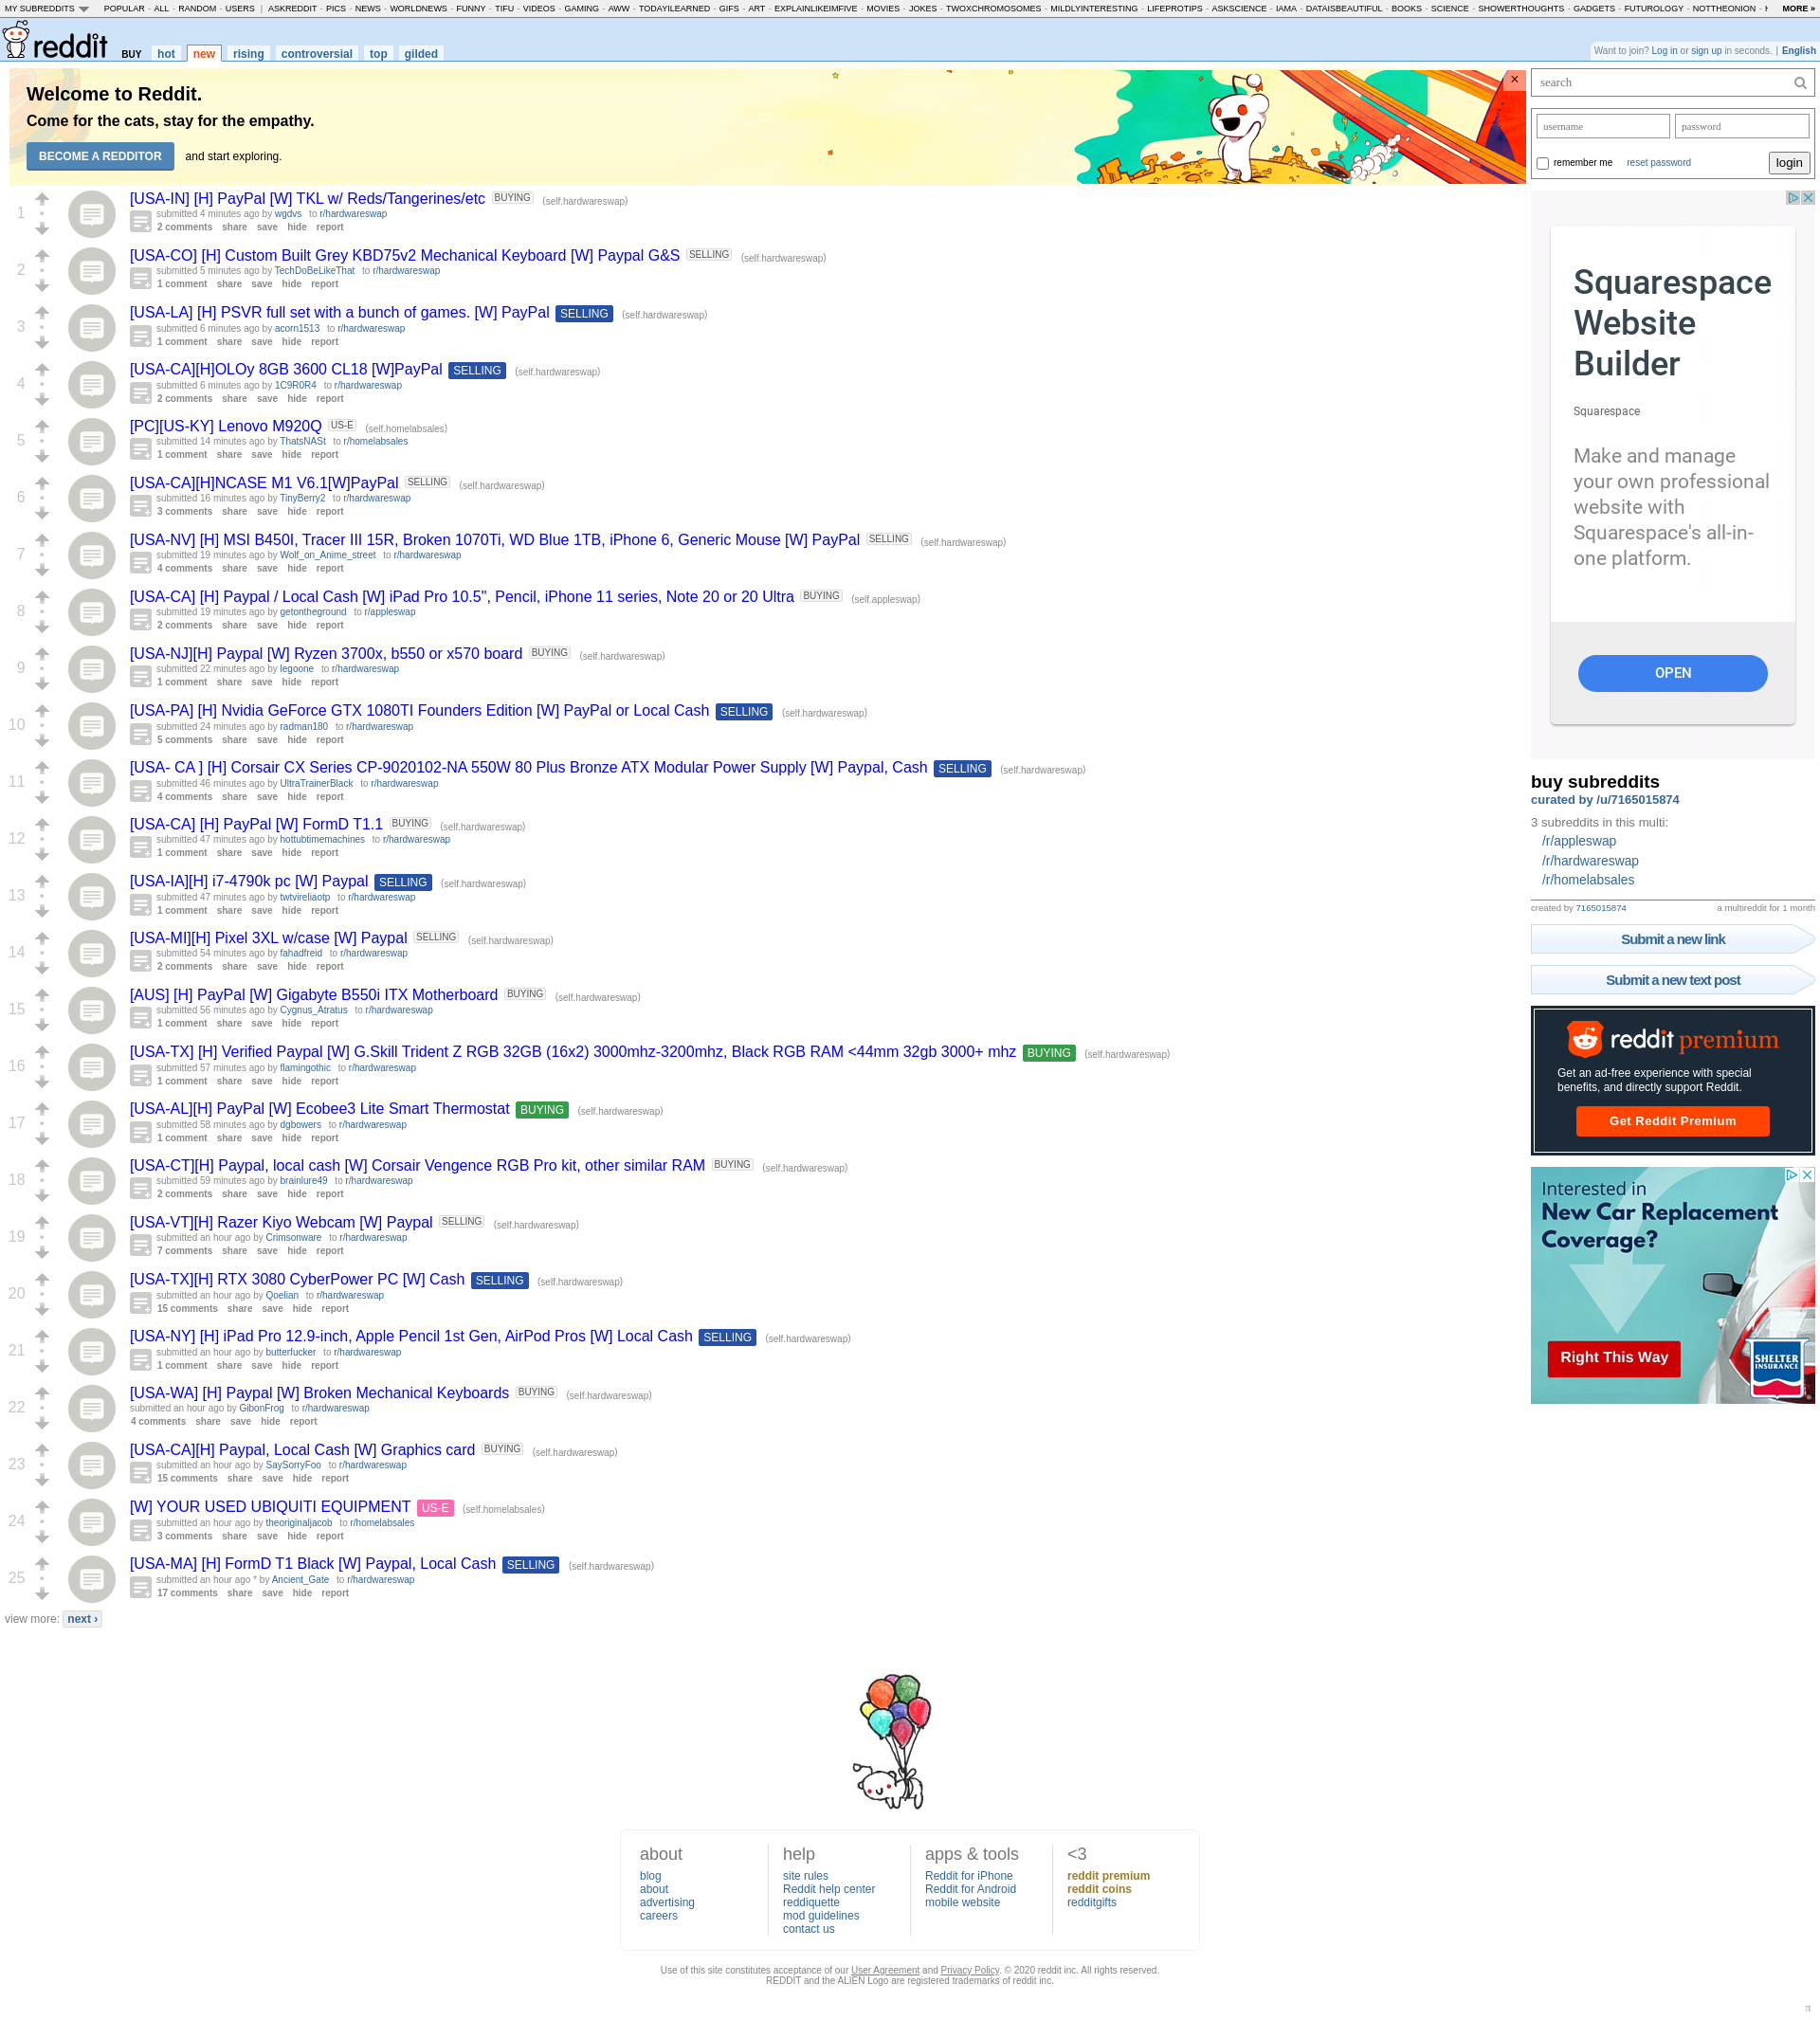 MY SUBREDDITS POPULAR - ALL - RANDOM - USERS | ASKREDDIT - PICS - NEWS - WORLDNEWS - FUNNY - TIFU - VIDEOS - GAMING - AWW - TODAYILEARNED - GIFS - ART - EXPLAINLIKEIMFIVE - MOVIES - JOKES - TWOXCHROMOSOMES - MILDLYINTERESTING - LIFEPROTIPS - ASKSCIENCE - IAMA - DATAISBEAUTIFUL - BOOKS - SCIENCE - SHOWERTHOUGHTS - GADGETS - FUTUROLOGY - NOTTHEONION - MORE »
reddit BUY hot new rising controversial top gilded
Want to join? Log in or sign up in seconds. | English
Welcome to Reddit.
Come for the cats, stay for the empathy.
BECOME A REDDITOR and start exploring.
×
1
[USA-IN] [H] PayPal [W] TKL w/ Reds/Tangerines/etc BUYING (self.hardwareswap)
submitted 4 minutes ago by wgdvs to r/hardwareswap
2 comments share save hide report
2
[USA-CO] [H] Custom Built Grey KBD75v2 Mechanical Keyboard [W] Paypal G&S SELLING (self.hardwareswap)
submitted 5 minutes ago by TechDoBeLikeThat to r/hardwareswap
1 comment share save hide report
3
[USA-LA] [H] PSVR full set with a bunch of games. [W] PayPal SELLING (self.hardwareswap)
submitted 6 minutes ago by acorn1513 to r/hardwareswap
1 comment share save hide report
4
[USA-CA][H]OLOy 8GB 3600 CL18 [W]PayPal SELLING (self.hardwareswap)
submitted 6 minutes ago by 1C9R0R4 to r/hardwareswap
2 comments share save hide report
5
[PC][US-KY] Lenovo M920Q US-E (self.homelabsales)
submitted 14 minutes ago by ThatsNASt to r/homelabsales
1 comment share save hide report
6
[USA-CA][H]NCASE M1 V6.1[W]PayPal SELLING (self.hardwareswap)
submitted 16 minutes ago by TinyBerry2 to r/hardwareswap
3 comments share save hide report
7
[USA-NV] [H] MSI B450I, Tracer III 15R, Broken 1070Ti, WD Blue 1TB, iPhone 6, Generic Mouse [W] PayPal SELLING (self.hardwareswap)
submitted 19 minutes ago by Wolf_on_Anime_street to r/hardwareswap
4 comments share save hide report
8
[USA-CA] [H] Paypal / Local Cash [W] iPad Pro 10.5", Pencil, iPhone 11 series, Note 20 or 20 Ultra BUYING (self.appleswap)
submitted 19 minutes ago by getontheground to r/appleswap
2 comments share save hide report
9
[USA-NJ][H] Paypal [W] Ryzen 3700x, b550 or x570 board BUYING (self.hardwareswap)
submitted 22 minutes ago by legoone to r/hardwareswap
1 comment share save hide report
10
[USA-PA] [H] Nvidia GeForce GTX 1080TI Founders Edition [W] PayPal or Local Cash SELLING (self.hardwareswap)
submitted 24 minutes ago by radman180 to r/hardwareswap
5 comments share save hide report
11
[USA- CA ] [H] Corsair CX Series CP-9020102-NA 550W 80 Plus Bronze ATX Modular Power Supply [W] Paypal, Cash SELLING (self.hardwareswap)
submitted 46 minutes ago by UltraTrainerBlack to r/hardwareswap
4 comments share save hide report
12
[USA-CA] [H] PayPal [W] FormD T1.1 BUYING (self.hardwareswap)
submitted 47 minutes ago by hottubtimemachines to r/hardwareswap
1 comment share save hide report
13
[USA-IA][H] i7-4790k pc [W] Paypal SELLING (self.hardwareswap)
submitted 47 minutes ago by twtvireliaotp to r/hardwareswap
1 comment share save hide report
14
[USA-MI][H] Pixel 3XL w/case [W] Paypal SELLING (self.hardwareswap)
submitted 54 minutes ago by fahadfreid to r/hardwareswap
2 comments share save hide report
15
[AUS] [H] PayPal [W] Gigabyte B550i ITX Motherboard BUYING (self.hardwareswap)
submitted 56 minutes ago by Cygnus_Atratus to r/hardwareswap
1 comment share save hide report
16
[USA-TX] [H] Verified Paypal [W] G.Skill Trident Z RGB 32GB (16x2) 3000mhz-3200mhz, Black RGB RAM <44mm 32gb 3000+ mhz BUYING (self.hardwareswap)
submitted 57 minutes ago by flamingothic to r/hardwareswap
1 comment share save hide report
17
[USA-AL][H] PayPal [W] Ecobee3 Lite Smart Thermostat BUYING (self.hardwareswap)
submitted 58 minutes ago by dgbowers to r/hardwareswap
1 comment share save hide report
18
[USA-CT][H] Paypal, local cash [W] Corsair Vengence RGB Pro kit, other similar RAM BUYING (self.hardwareswap)
submitted 59 minutes ago by brainlure49 to r/hardwareswap
2 comments share save hide report
19
[USA-VT][H] Razer Kiyo Webcam [W] Paypal SELLING (self.hardwareswap)
submitted an hour ago by Crimsonware to r/hardwareswap
7 comments share save hide report
20
[USA-TX][H] RTX 3080 CyberPower PC [W] Cash SELLING (self.hardwareswap)
submitted an hour ago by Qoelian to r/hardwareswap
15 comments share save hide report
21
[USA-NY] [H] iPad Pro 12.9-inch, Apple Pencil 1st Gen, AirPod Pros [W] Local Cash SELLING (self.hardwareswap)
submitted an hour ago by butterfucker to r/hardwareswap
1 comment share save hide report
22
[USA-WA] [H] Paypal [W] Broken Mechanical Keyboards BUYING (self.hardwareswap)
submitted an hour ago by GibonFrog to r/hardwareswap
4 comments share save hide report
23
[USA-CA][H] Paypal, Local Cash [W] Graphics card BUYING (self.hardwareswap)
submitted an hour ago by SaySorryFoo to r/hardwareswap
15 comments share save hide report
24
[W] YOUR USED UBIQUITI EQUIPMENT US-E (self.homelabsales)
submitted an hour ago by theoriginaljacob to r/homelabsales
3 comments share save hide report
25
[USA-MA] [H] FormD T1 Black [W] Paypal, Local Cash SELLING (self.hardwareswap)
submitted an hour ago * by Ancient_Gate to r/hardwareswap
17 comments share save hide report
view more: next ›
search
username password
remember me reset password login
Squarespace
Website
Builder
Squarespace
Make and manage
your own professional
website with
Squarespace's all-in-
one platform.
OPEN
buy subreddits
curated by /u/7165015874
3 subreddits in this multi:
/r/appleswap
/r/hardwareswap
/r/homelabsales
created by 7165015874 a multireddit for 1 month
Submit a new link
Submit a new text post
reddit premium
Get an ad-free experience with special
benefits, and directly support Reddit.
Get Reddit Premium
Interested in
New Car Replacement
Coverage?
Right This Way
SHELTER
INSURANCE
about
blog
about
advertising
careers
help
site rules
Reddit help center
reddiquette
mod guidelines
contact us
apps & tools
Reddit for iPhone
Reddit for Android
mobile website
<3
reddit premium
reddit coins
redditgifts
Use of this site constitutes acceptance of our User Agreement and Privacy Policy. © 2020 reddit inc. All rights reserved.
REDDIT and the ALIEN Logo are registered trademarks of reddit inc.
π